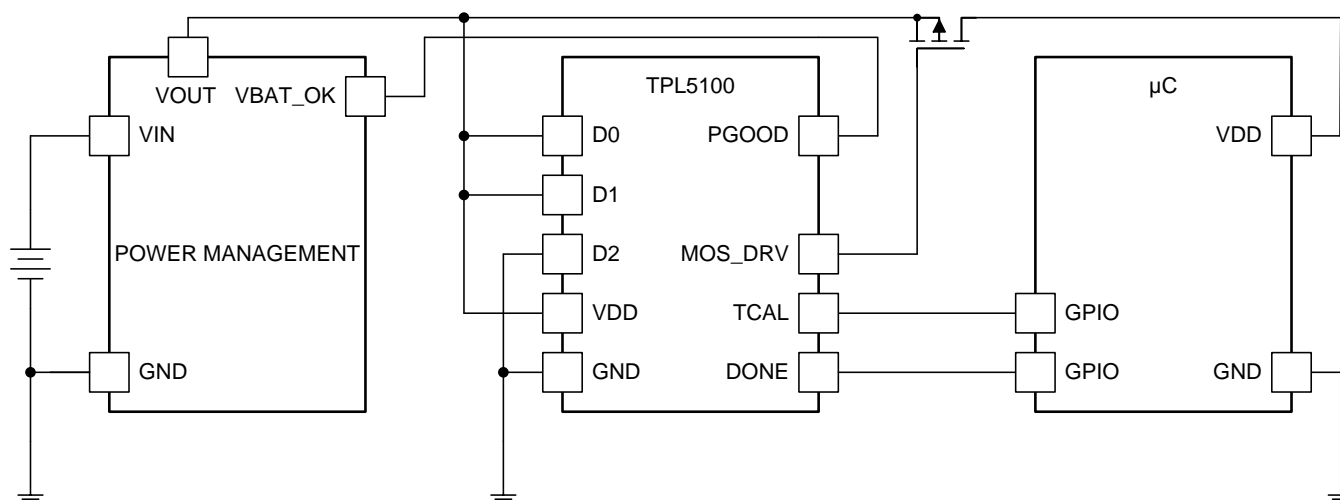 VOUT
VBAT_OK
VIN
POWER MANAGEMENT
GND
TPL5100
D0
PGOOD
D1
D2
MOS_DRV
VDD
TCAL
GND
DONE
µC
VDD
GPIO
GPIO
GND